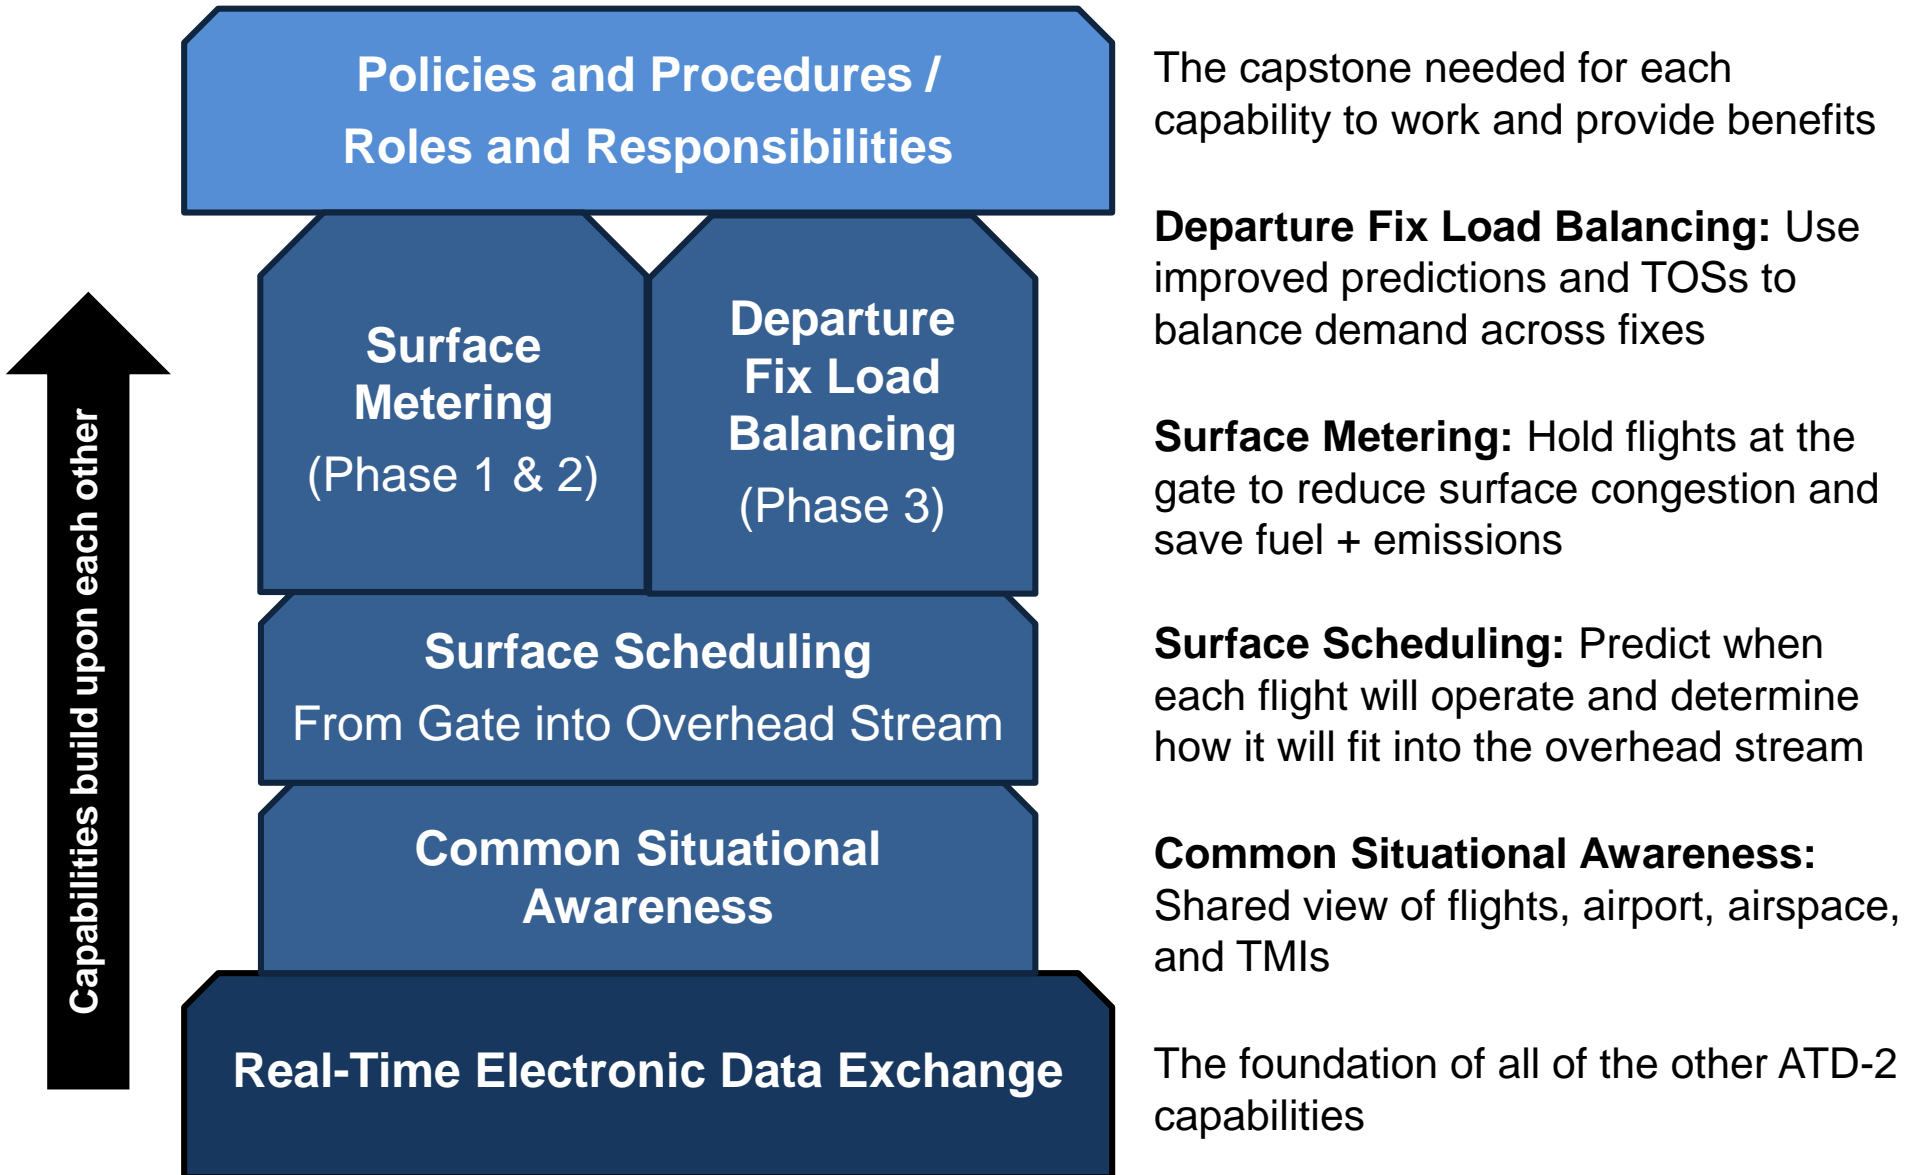 Policies and Procedures /
Roles and Responsibilities
The capstone needed for each
capability to work and provide benefits
Capabilities build upon each other
Surface
Metering
(Phase 1 & 2)
Departure
Fix Load
Balancing
(Phase 3)
Departure Fix Load Balancing: Use
improved predictions and TOSs to
balance demand across fixes
Surface Metering: Hold flights at the
gate to reduce surface congestion and
save fuel + emissions
Surface Scheduling
From Gate into Overhead Stream
Surface Scheduling: Predict when
each flight will operate and determine
how it will fit into the overhead stream
Common Situational
Awareness
Common Situational Awareness:
Shared view of flights, airport, airspace,
and TMIs
Real-Time Electronic Data Exchange
The foundation of all of the other ATD-2
capabilities